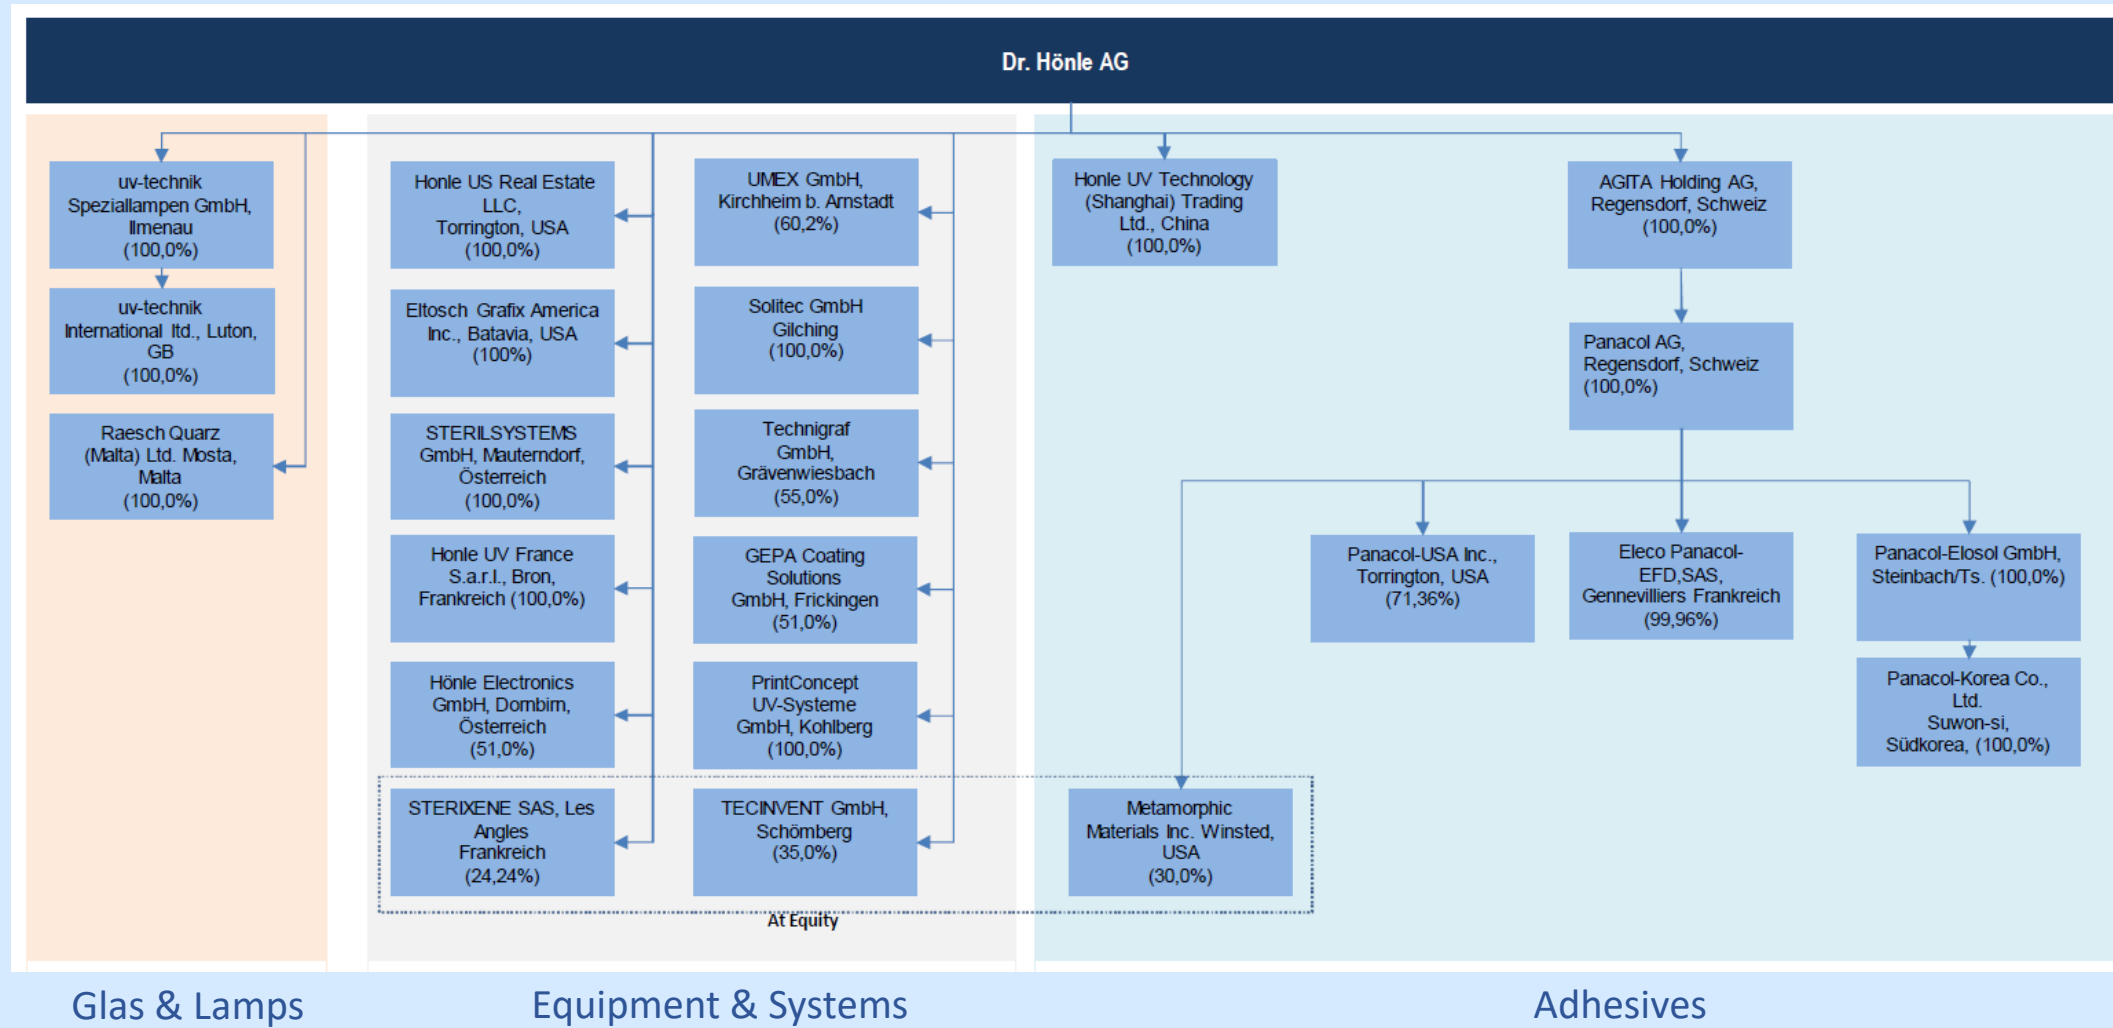 Dr. Hönle AG
uv-technik
Speziallampen GmbH,
Ilmenau
(100,0%)
uv-technik
International ltd., Luton,
GB
(100,0%)
Raesch Quarz
(Malta) Ltd. Mosta,
Malta
(100,0%)
Honle US Real Estate
LLC,
Torrington, USA
(100,0%)
Eltosch Grafix America
Inc., Batavia, USA
(100%)
STERILSYSTEMS
GmbH, Mauterndorf,
Österreich
(100,0%)
Honle UV France
S.a.r.l., Bron,
Frankreich (100,0%)
Hönle Electronics
GmbH, Dornbirn,
Österreich
(51,0%)
STERIXENE SAS, Les
Angles
Frankreich
(24,24%)
UMEX GmbH,
Kirchheim b. Arnstadt
(60,2%)
Solitec GmbH
Gilching
(100,0%)
Technigraf
GmbH,
Grävenwiesbach
(55,0%)
GEPA Coating
Solutions
GmbH, Frickingen
(51,0%)
PrintConcept
UV-Systeme
GmbH, Kohlberg
(100,0%)
TECINVENT GmbH,
Schömberg
(35,0%)
At Equity
Honle UV Technology
(Shanghai) Trading
Ltd., China
(100,0%)
AGITA Holding AG,
Regensdorf, Schweiz
(100,0%)
Panacol AG,
Regensdorf, Schweiz
(100,0%)
Metamorphic
Materials Inc. Winsted,
USA
(30,0%)
Panacol-USA Inc.,
Torrington, USA
(71,36%)
Eleco Panacol-
EFD,SAS,
Gennevilliers Frankreich
(99,96%)
Panacol-Elosol GmbH,
Steinbach/Ts. (100,0%)
Panacol-Korea Co.,
Ltd.
Suwon-si,
Südkorea, (100,0%)
Glas & Lamps
Equipment & Systems
Adhesives